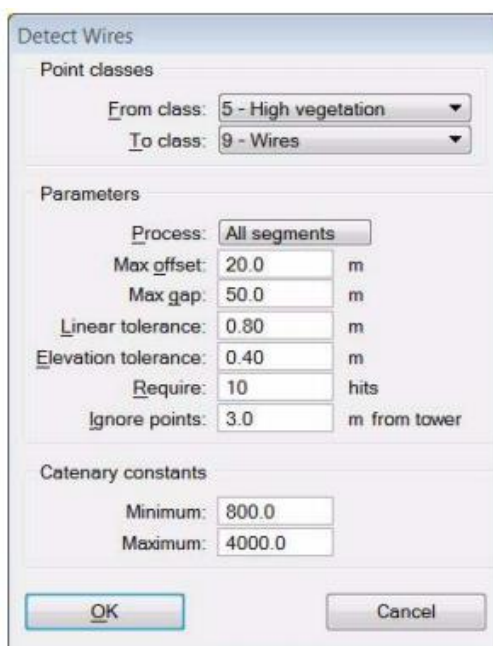 Detect Wires
Point classes
From class: 5 - High vegetation
To class: 9 - Wires
Parameters
Process: All segments
Max offset: 20.0 m
Max gap: 50.0 m
Linear tolerance: 0.80 m
Elevation tolerance: 0.40 m
Require: 10 hits
Ignore points: 3.0 m from tower
Catenary constants
Minimum: 800.0
Maximum: 4000.0
OK Cancel